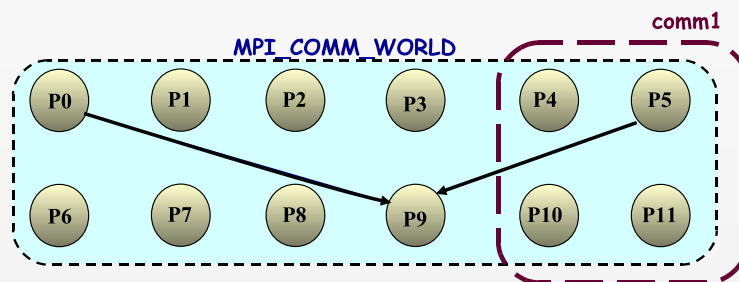 comm1
MPI_COMM_WORLD
P0 P1 P2 P3 P4 P5
P6 P7 P8 P9 P10 P11